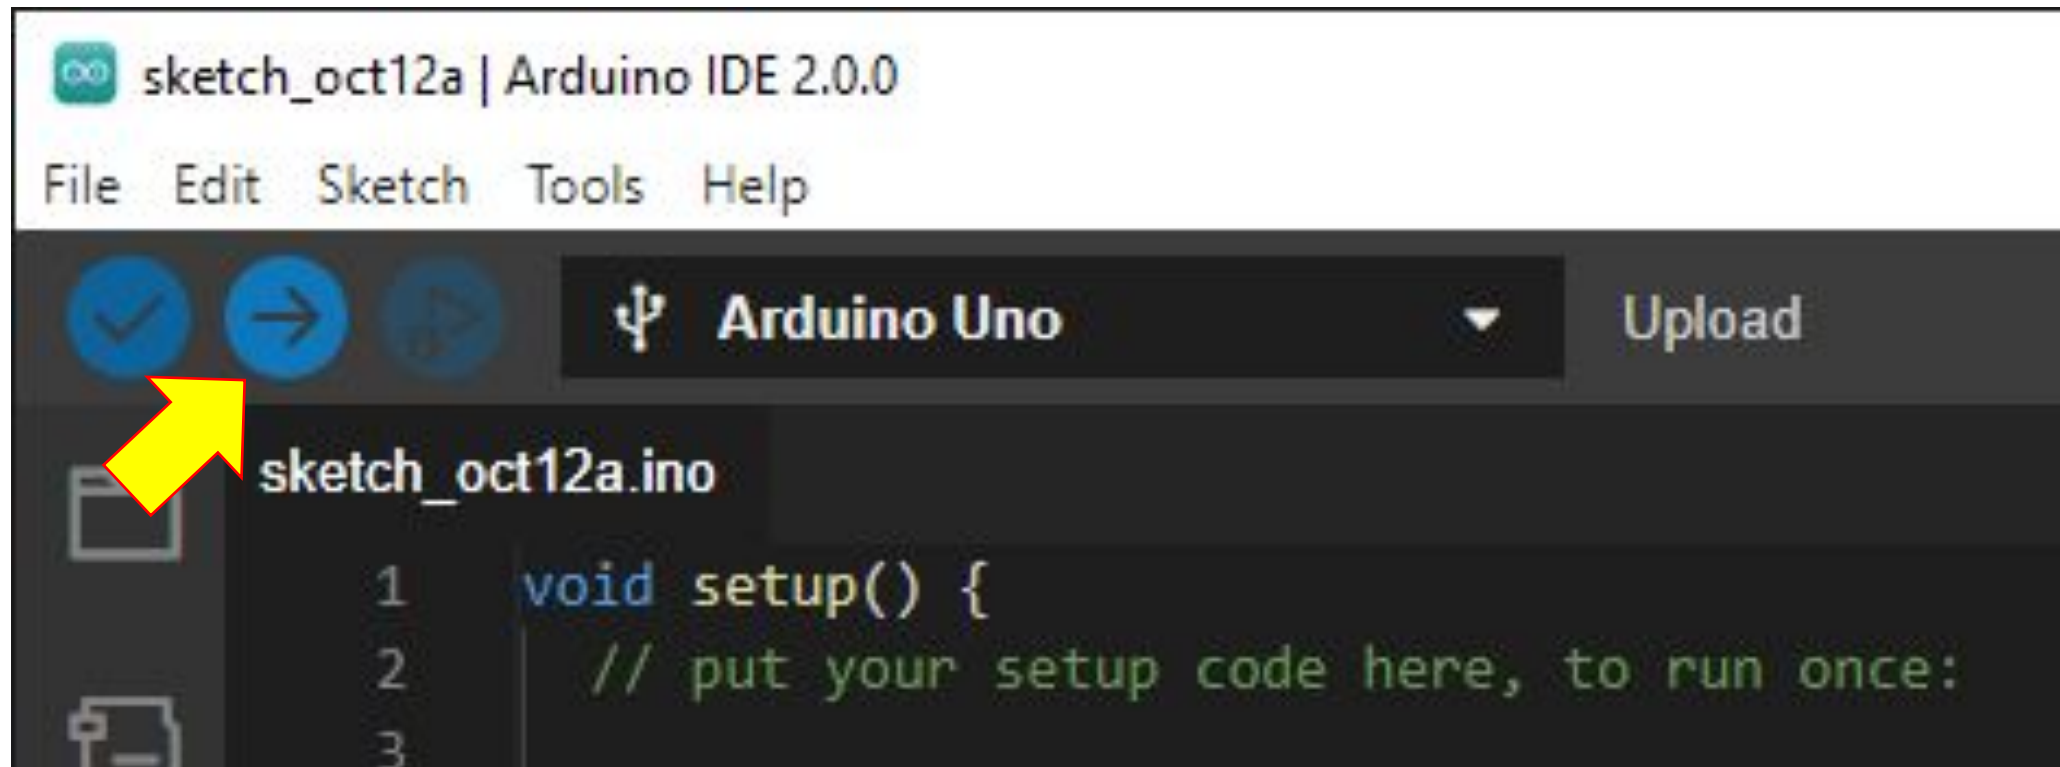 sketch_oct12a | Arduino IDE 2.0.0
File Edit Sketch Tools Help
Arduino Uno Upload
sketch_oct12a.ino
1 void setup() {
2 // put your setup code here, to run once:
3